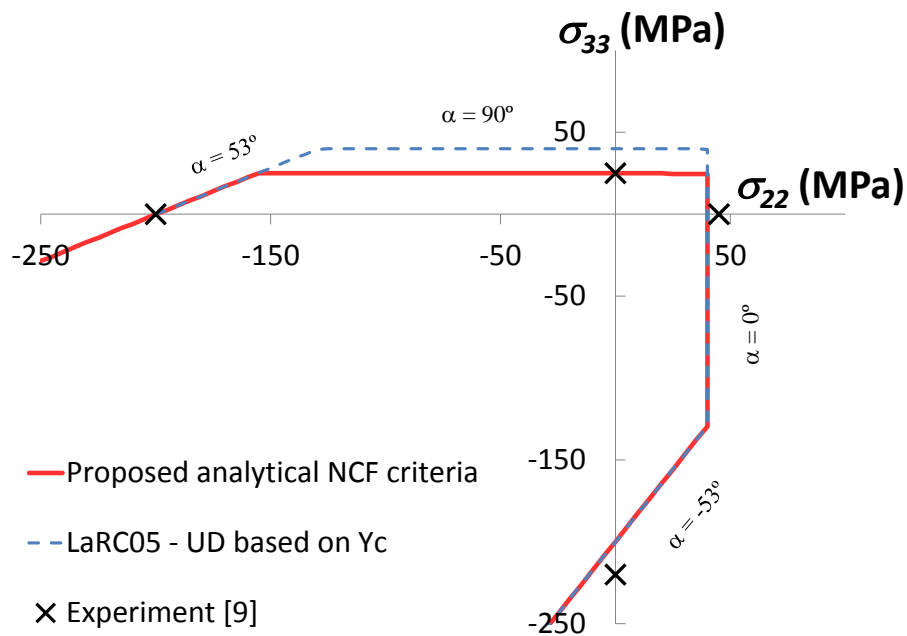 σ33 (MPa)
α = 90º
50
α = 53º
σ22 (MPa)
-250
-150
-50
50
-50
α = 0º
-150
α = -53º
-250
Proposed analytical NCF criteria
LaRC05 - UD based on Yc
Experiment [9]